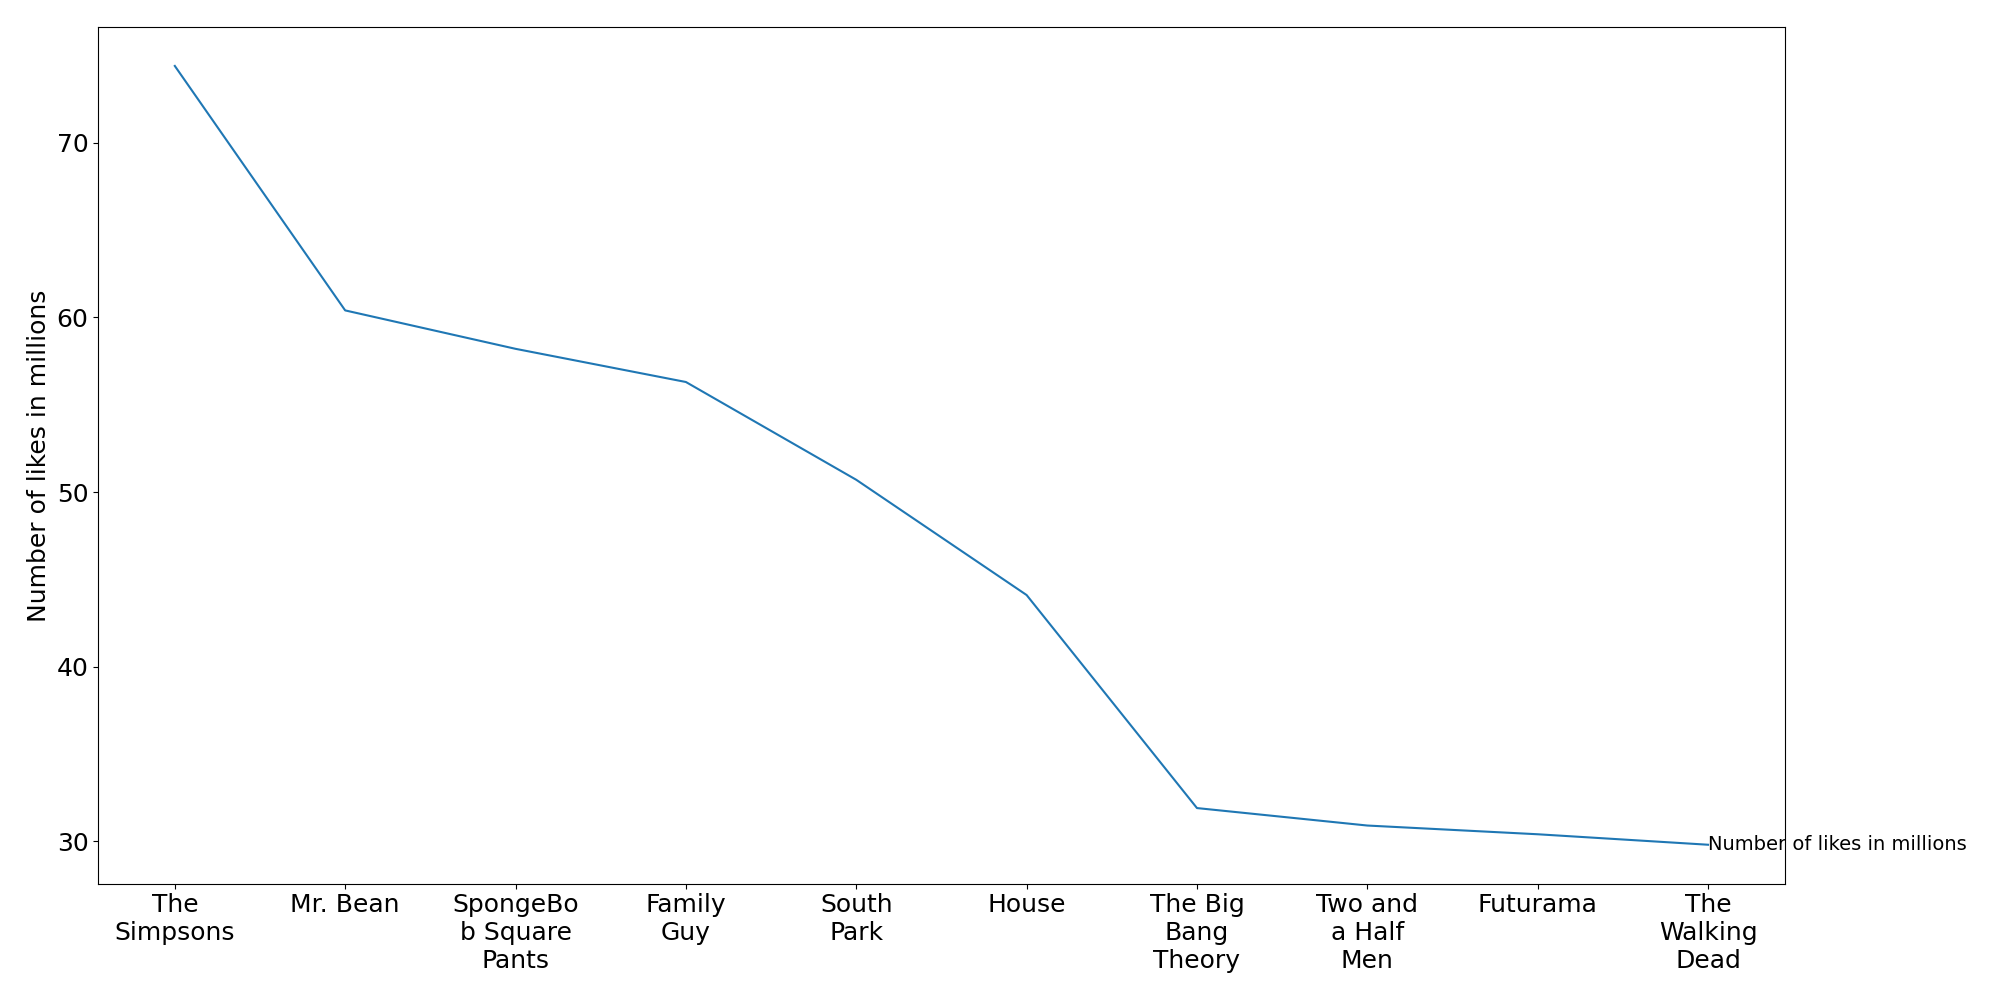 Number of likes in millions
70
60
50
40
30
Number of likes in millions
The
Simpsons
Mr. Bean
SpongeBo
b Square
Pants
Family
Guy
South
Park
House
The Big
Bang
Theory
Two and
a Half
Men
Futurama
The
Walking
Dead